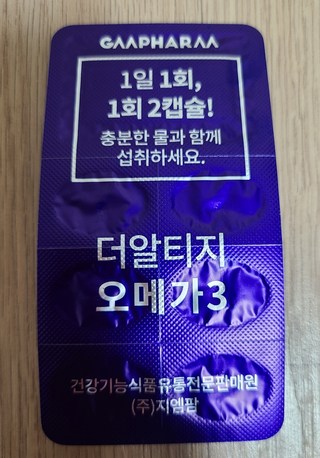 GMPHARM
1일 1회,
1회 2캡슐!
충분한 물과 함께
섭취하세요.
더알티지
오메가3
건강기능식품유통전문판매원
(주)지엠팜